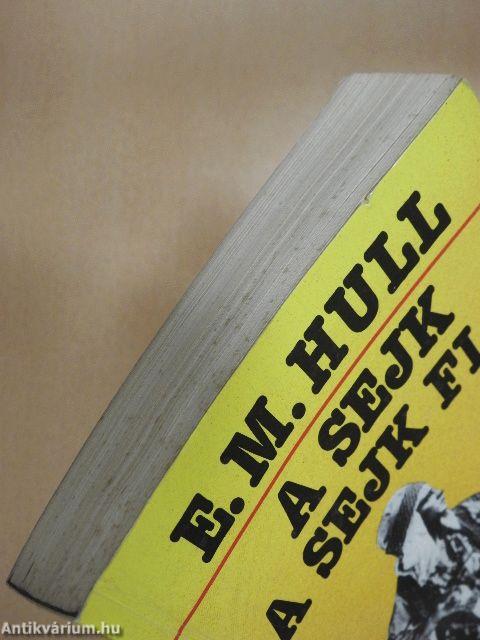 E. M. HULL
A SEJK
A SEJK FI
Antikvárium.hu